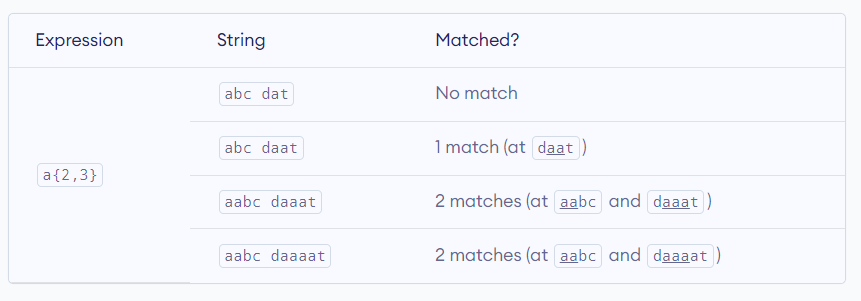 Expression String Matched?
abc dat No match
abc daat 1 match (at daat)
a{2,3}
aabc daaat 2 matches (at aabc and daaat)
aabc daaaat 2 matches (at aabc and daaaat)